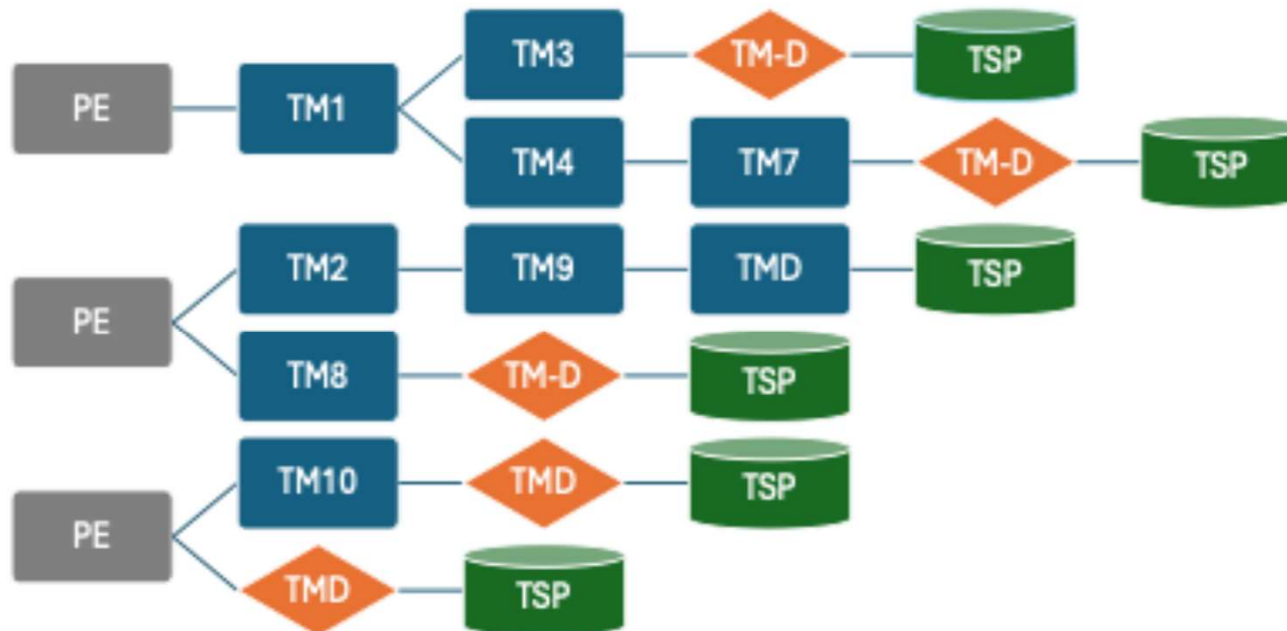 TM3 TM-D TSP
PE TM1
TM4 TM7 TM-D TSP
TM2 TM9 TMD TSP
PE
TM8 TM-D TSP
TM10 TMD TSP
PE
TMD TSP